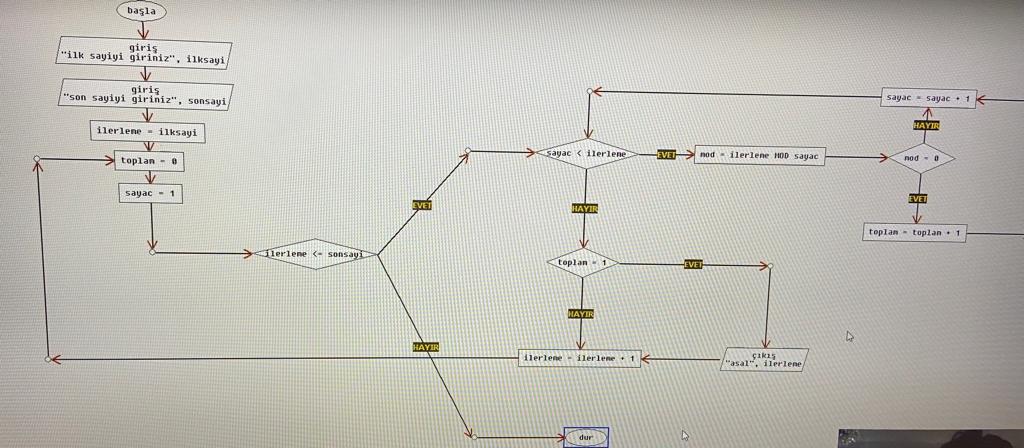 başla
giriş
"ilk sayiyi giriniz", ilksayi
giriş
"son sayiyi giriniz", sonsayi
ilerleme = ilksayi
toplam = 0
sayac = 1
ilerleme <= sonsayi
EVET
HAYIR
sayac < ilerleme
EVET
mod = ilerleme MOD sayac
mod = 0
HAYIR
sayac = sayac + 1
EVET
toplam = toplam + 1
HAYIR
toplam = 1
EVET
HAYIR
çıkış
"asal", ilerleme
ilerleme = ilerleme + 1
dur